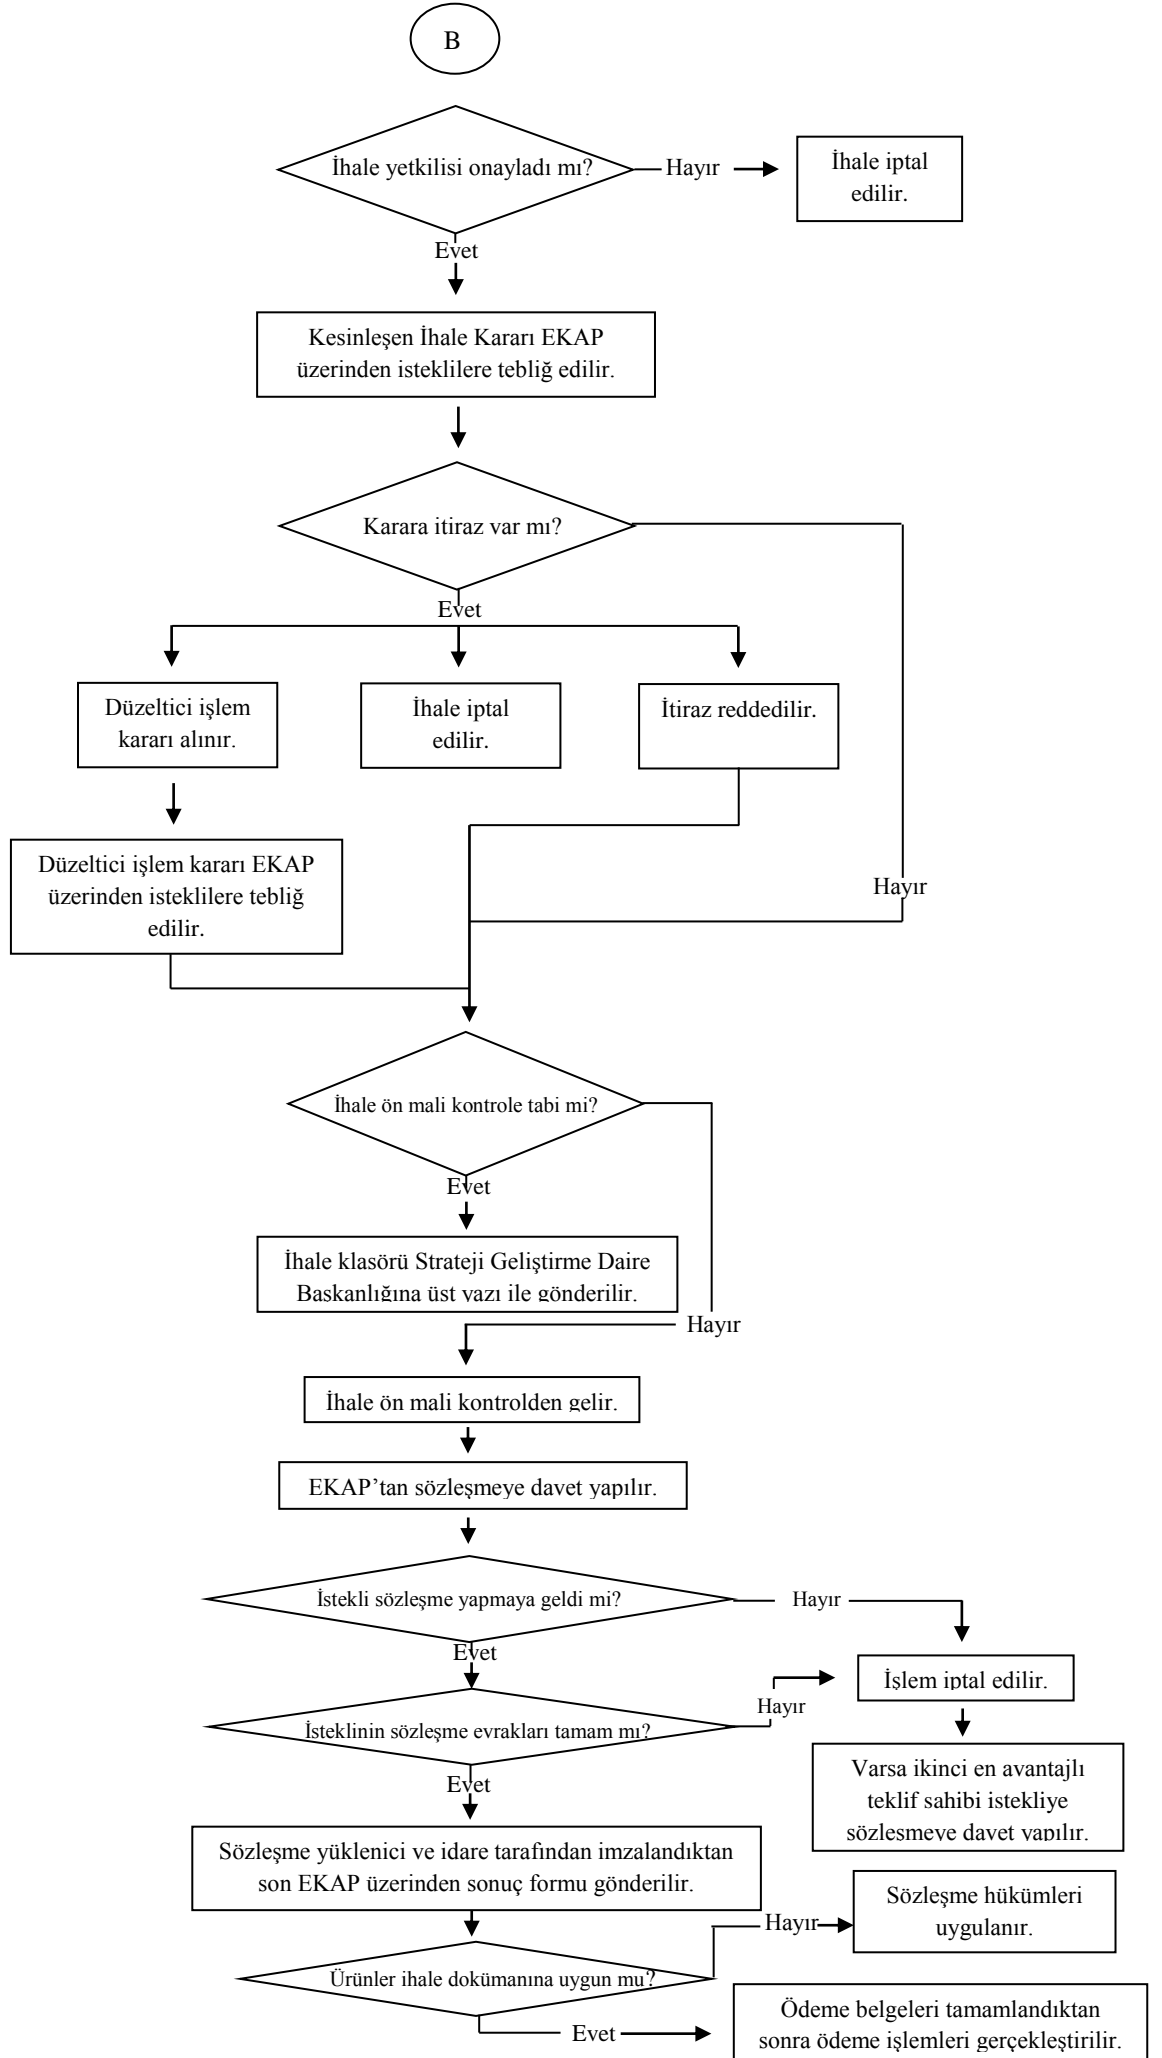 B
İhale yetkilisi onayladı mı?
Hayır
İhale iptal
edilir.
Evet
Kesinleşen İhale Kararı EKAP
üzerinden isteklilere tebliğ edilir.
Karara itiraz var mı?
Evet
Düzeltici işlem
kararı alınır.
İhale iptal
edilir.
İtiraz reddedilir.
Düzeltici işlem kararı EKAP
üzerinden isteklilere tebliğ
edilir.
Hayır
İhale ön mali kontrole tabi mi?
Evet
İhale klasörü Strateji Geliştirme Daire
Başkanlığına üst yazı ile gönderilir.
Hayır
İhale ön mali kontrolden gelir.
EKAP’tan sözleşmeye davet yapılır.
İstekli sözleşme yapmaya geldi mi?
Hayır
Evet
İşlem iptal edilir.
Hayır
İsteklinin sözleşme evrakları tamam mı?
Evet
Varsa ikinci en avantajlı
teklif sahibi istekliye
sözleşmeye davet yapılır.
Sözleşme yüklenici ve idare tarafından imzalandıktan
son EKAP üzerinden sonuç formu gönderilir.
Sözleşme hükümleri
uygulanır.
Hayır
Ürünler ihale dokümanına uygun mu?
Evet
Ödeme belgeleri tamamlandıktan
sonra ödeme işlemleri gerçekleştirilir.